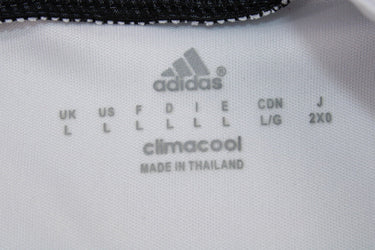 adidas®
UK US F D I E CDN J
L L L L L L L/G 2XO
climacool
MADE IN THAILAND